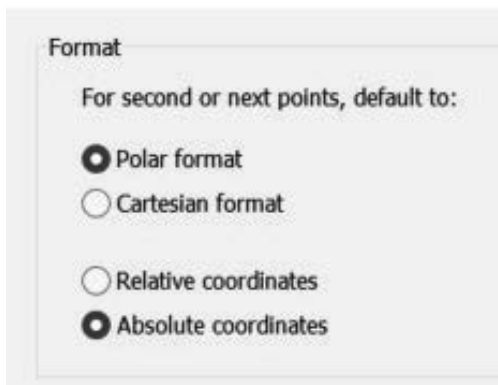 Format
For second or next points, default to:
Polar format
Cartesian format
Relative coordinates
Absolute coordinates